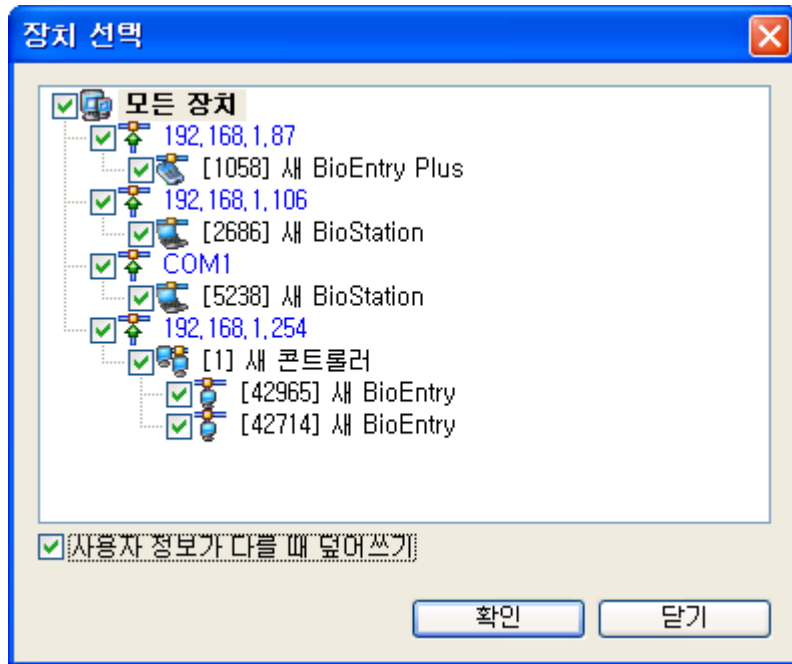 장치 선택
모든 장치
192,168,1,87
[1058] 새 BioEntry Plus
192,168,1,106
[2686] 새 BioStation
COM1
[5238] 새 BioStation
192,168,1,254
[1] 새 콘트롤러
[42965] 새 BioEntry
[42714] 새 BioEntry
사용자 정보가 다를 때 덮어쓰기
확인 닫기